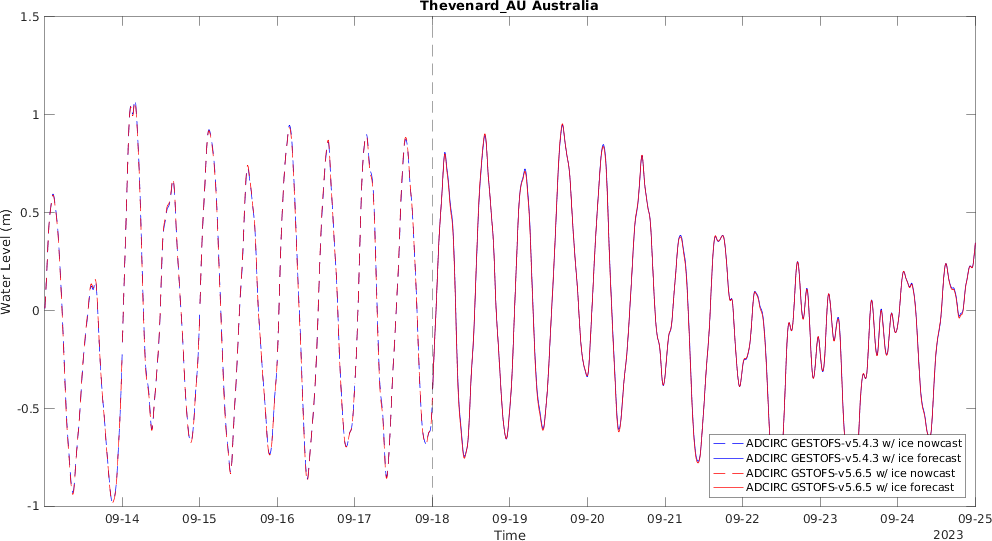 Thevenard_AU Australia
1.5
1
0.5
0
-0.5
-1
Water Level (m)
09-14
09-15
09-16
09-17
09-18
09-19
09-20
09-21
09-22
09-23
09-24
09-25
Time
2023
ADCIRC GESTOFS-v5.4.3 w/ ice nowcast
ADCIRC GESTOFS-v5.4.3 w/ ice forecast
ADCIRC GSTOFS-v5.6.5 w/ ice nowcast
ADCIRC GSTOFS-v5.6.5 w/ ice forecast